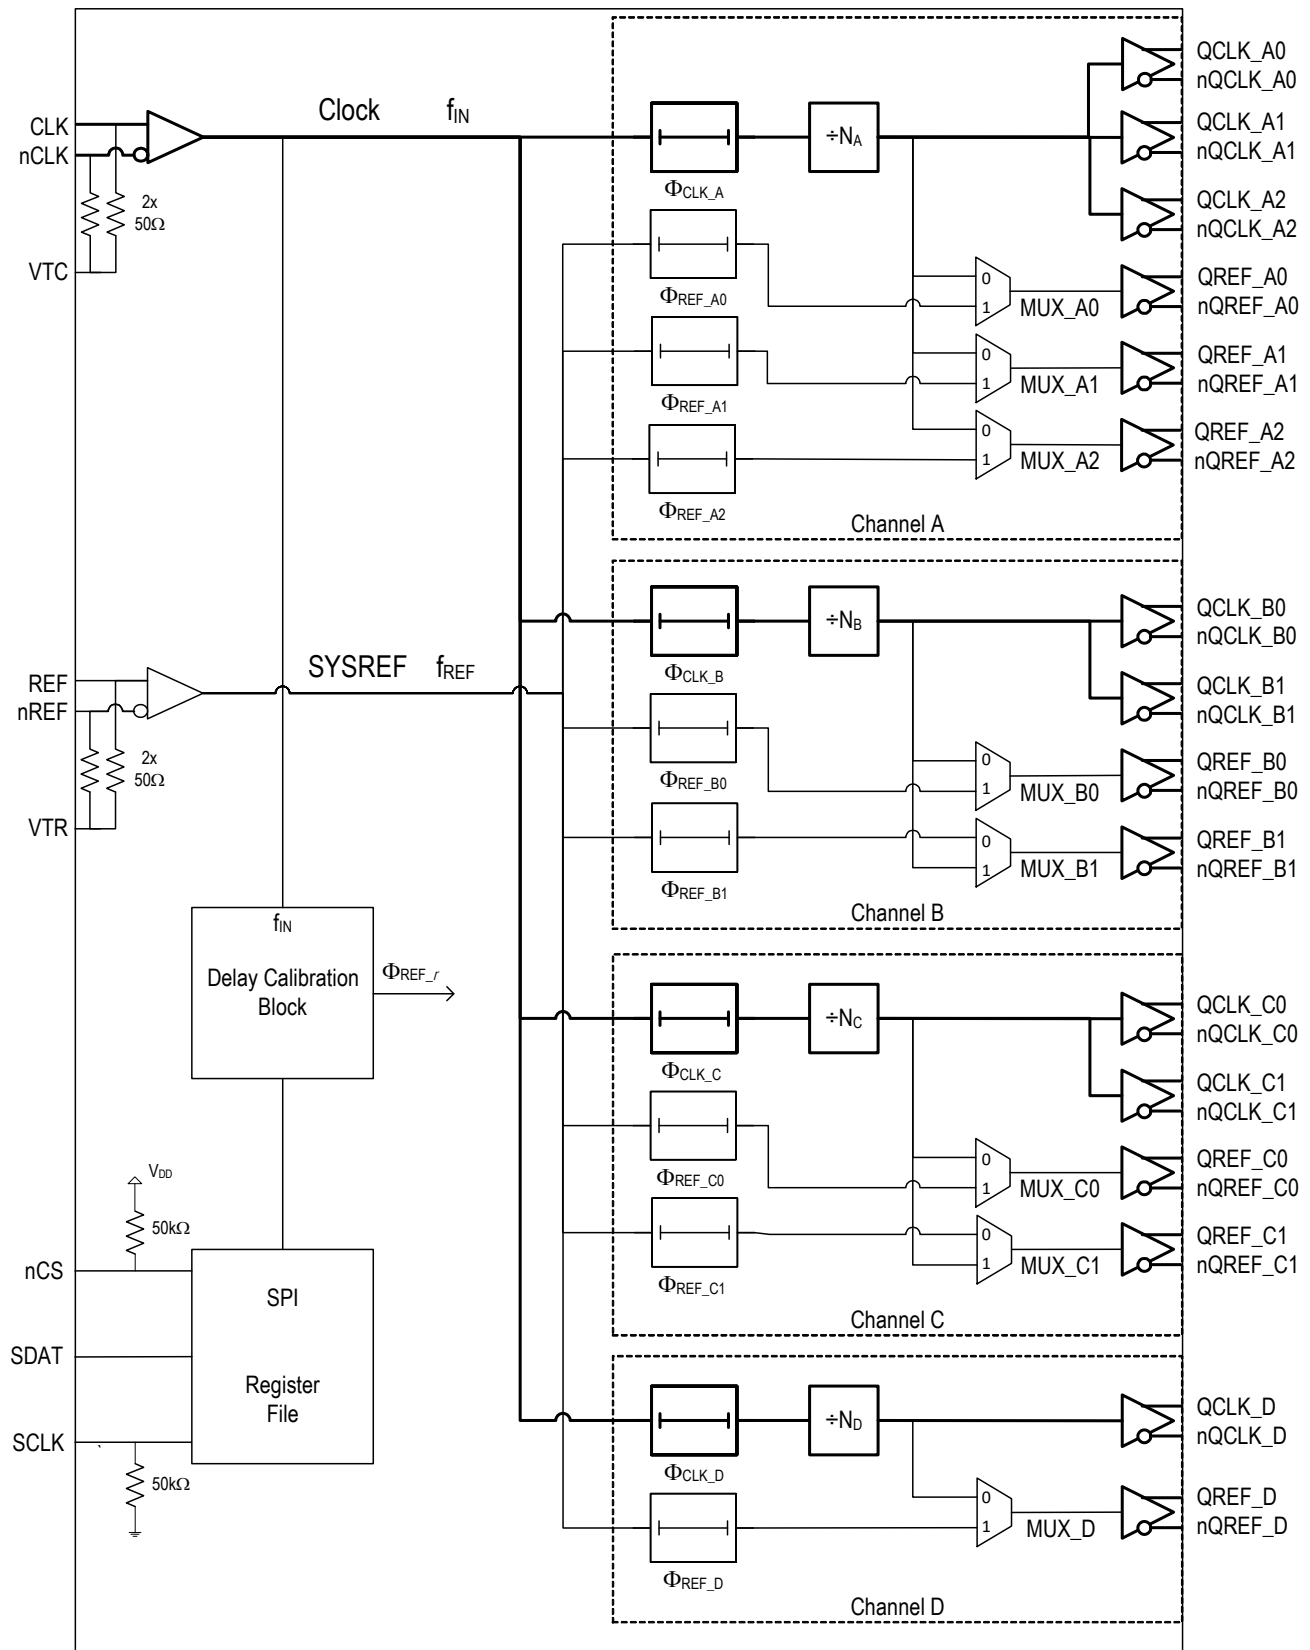 Clock fIN
SYSREF fREF
CLK
nCLK
2x
50Ω
VTC
REF
nREF
2x
50Ω
VTR
fIN
Delay Calibration
Block
ΦREF_r
VDD
50kΩ
nCS
SPI
SDAT
Register
File
SCLK
50kΩ
ΦCLK_A
÷NA
QCLK_A0
nQCLK_A0
QCLK_A1
nQCLK_A1
QCLK_A2
nQCLK_A2
ΦREF_A0
0
1
MUX_A0
QREF_A0
nQREF_A0
ΦREF_A1
0
1
MUX_A1
QREF_A1
nQREF_A1
ΦREF_A2
0
1
MUX_A2
QREF_A2
nQREF_A2
Channel A
ΦCLK_B
÷NB
QCLK_B0
nQCLK_B0
QCLK_B1
nQCLK_B1
ΦREF_B0
0
1
MUX_B0
QREF_B0
nQREF_B0
ΦREF_B1
0
1
MUX_B1
QREF_B1
nQREF_B1
Channel B
ΦCLK_C
÷NC
QCLK_C0
nQCLK_C0
QCLK_C1
nQCLK_C1
ΦREF_C0
0
1
MUX_C0
QREF_C0
nQREF_C0
ΦREF_C1
0
1
MUX_C1
QREF_C1
nQREF_C1
Channel C
ΦCLK_D
÷ND
QCLK_D
nQCLK_D
ΦREF_D
0
1
MUX_D
QREF_D
nQREF_D
Channel D